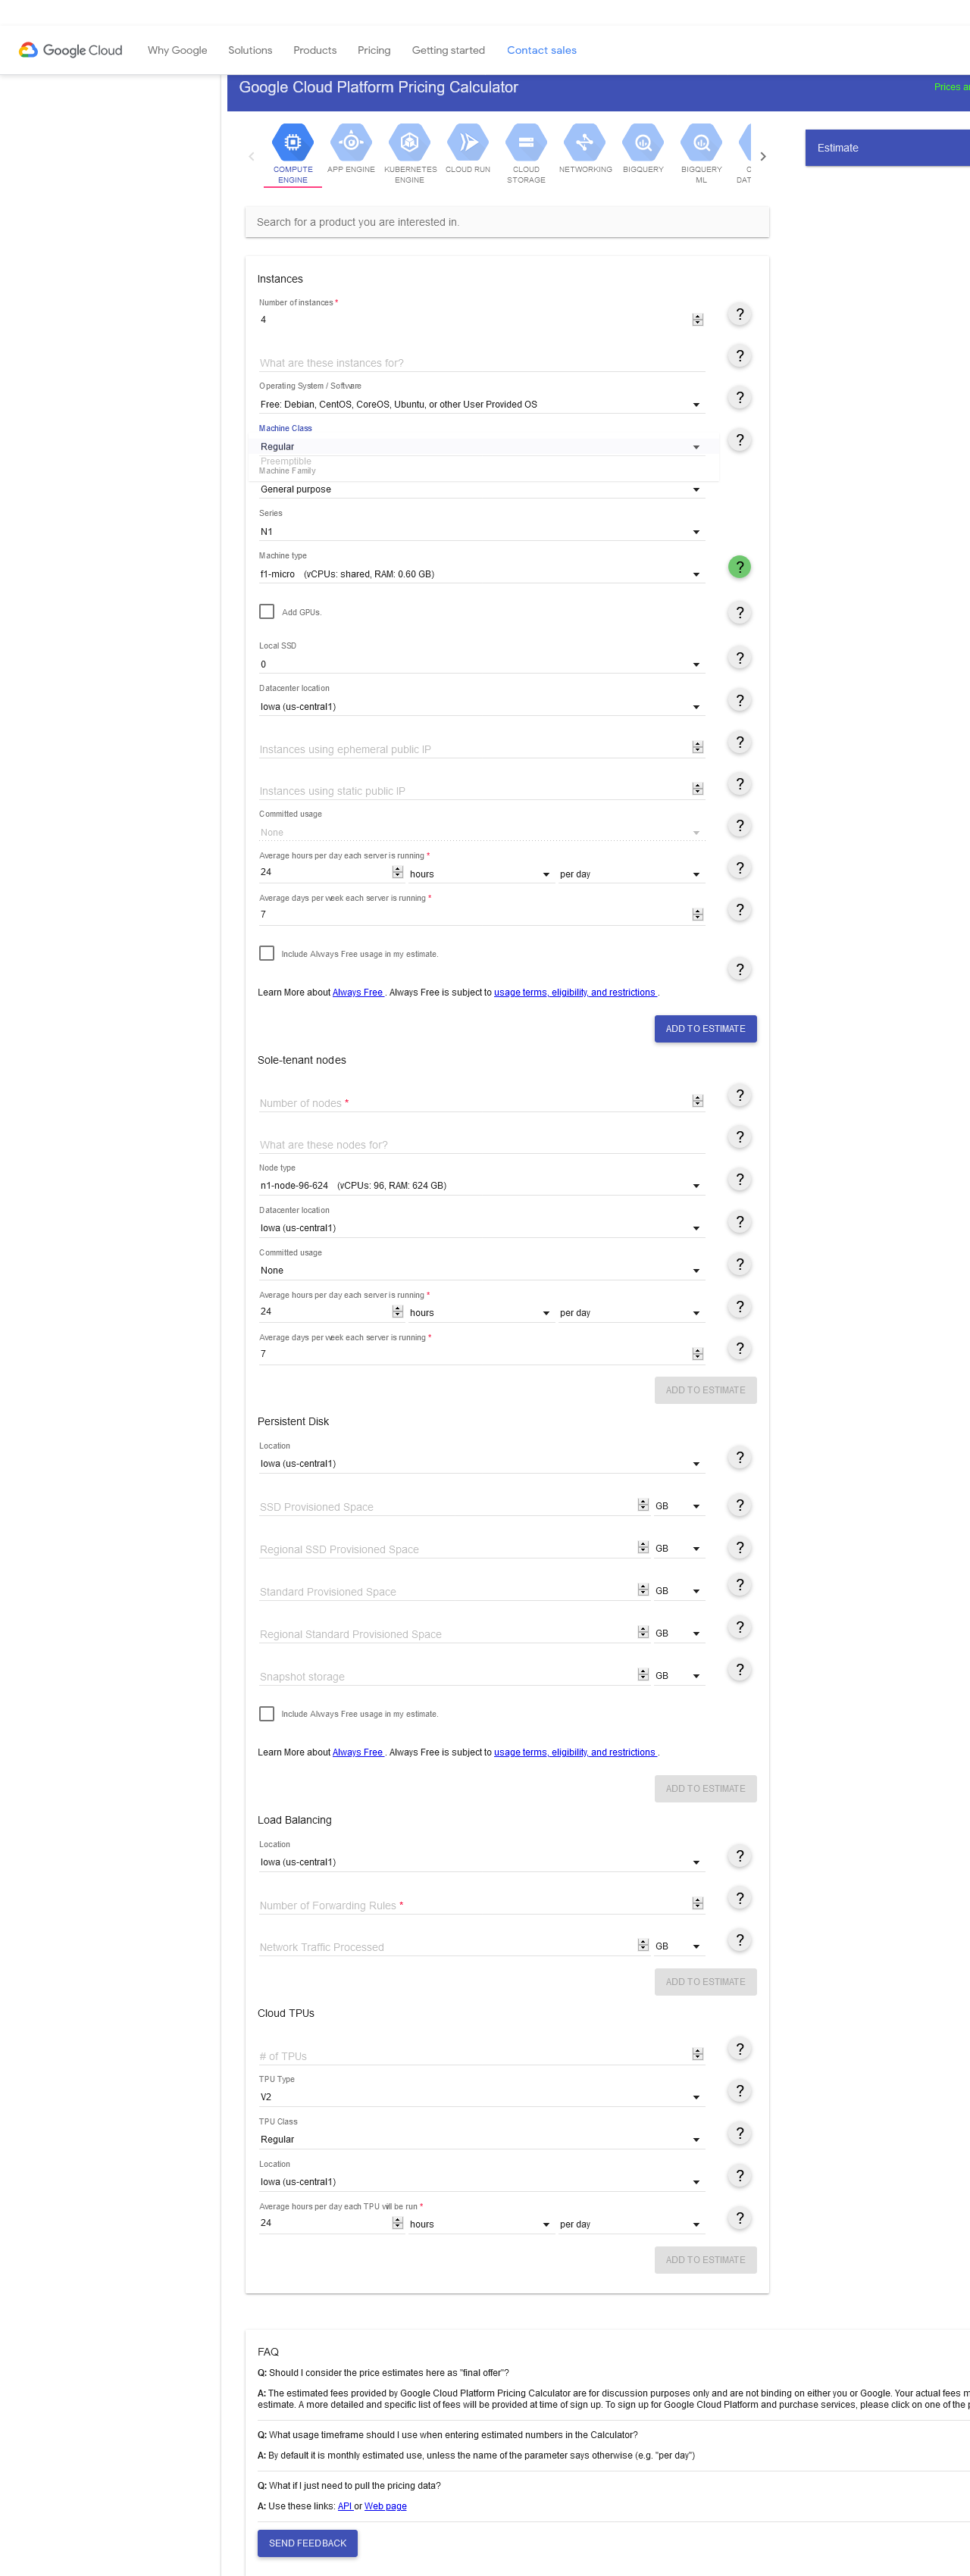 Google Cloud Why Google Solutions Products Pricing Getting started Contact sales
Google Cloud Platform Pricing Calculator
COMPUTE ENGINE
APP ENGINE
KUBERNETES ENGINE
CLOUD RUN
CLOUD STORAGE
NETWORKING
BIGQUERY
BIGQUERY ML
Estimate
Search for a product you are interested in.
Instances
Number of instances *
4
What are these instances for?
Operating System / Software
Free: Debian, CentOS, CoreOS, Ubuntu, or other User Provided OS
Machine Class
Regular
Preemptible
Machine Family
General purpose
Series
N1
Machine type
f1-micro (vCPUs: shared, RAM: 0.60 GB)
Add GPUs.
Local SSD
0
Datacenter location
Iowa (us-central1)
Instances using ephemeral public IP
Instances using static public IP
Committed usage
None
Average hours per day each server is running *
24 hours per day
Average days per week each server is running *
7
Include Always Free usage in my estimate.
Learn More about Always Free . Always Free is subject to usage terms, eligibility, and restrictions .
ADD TO ESTIMATE
Sole-tenant nodes
Number of nodes *
What are these nodes for?
Node type
n1-node-96-624 (vCPUs: 96, RAM: 624 GB)
Datacenter location
Iowa (us-central1)
Committed usage
None
Average hours per day each server is running *
24 hours per day
Average days per week each server is running *
7
ADD TO ESTIMATE
Persistent Disk
Location
Iowa (us-central1)
SSD Provisioned Space GB
Regional SSD Provisioned Space GB
Standard Provisioned Space GB
Regional Standard Provisioned Space GB
Snapshot storage GB
Include Always Free usage in my estimate.
Learn More about Always Free . Always Free is subject to usage terms, eligibility, and restrictions .
ADD TO ESTIMATE
Load Balancing
Location
Iowa (us-central1)
Number of Forwarding Rules *
Network Traffic Processed GB
ADD TO ESTIMATE
Cloud TPUs
# of TPUs
TPU Type
V2
TPU Class
Regular
Location
Iowa (us-central1)
Average hours per day each TPU will be run *
24 hours per day
ADD TO ESTIMATE
FAQ
Q: Should I consider the price estimates here as "final offer"?
A: The estimated fees provided by Google Cloud Platform Pricing Calculator are for discussion purposes only and are not binding on either you or Google. Your actual fees
estimate. A more detailed and specific list of fees will be provided at time of sign up. To sign up for Google Cloud Platform and purchase services, please click on one of the
Q: What usage timeframe should I use when entering estimated numbers in the Calculator?
A: By default it is monthly estimated use, unless the name of the parameter says otherwise (e.g. "per day")
Q: What if I just need to pull the pricing data?
A: Use these links: API or Web page
SEND FEEDBACK